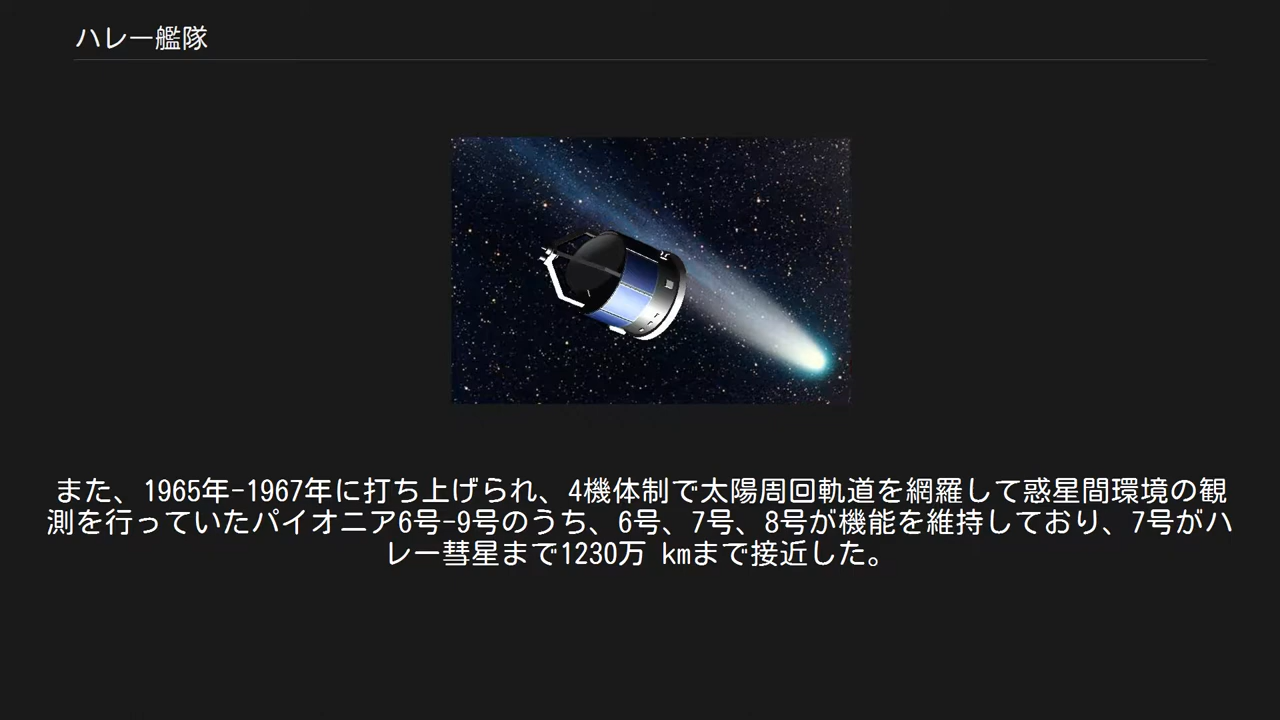 ハレー艦隊
また、1965年-1967年に打ち上げられ、4機体制で太陽周回軌道を網羅して惑星間環境の観
測を行っていたパイオニア6号-9号のうち、6号、7号、8号が機能を維持しており、7号がハ
レー彗星まで1230万 kmまで接近した。